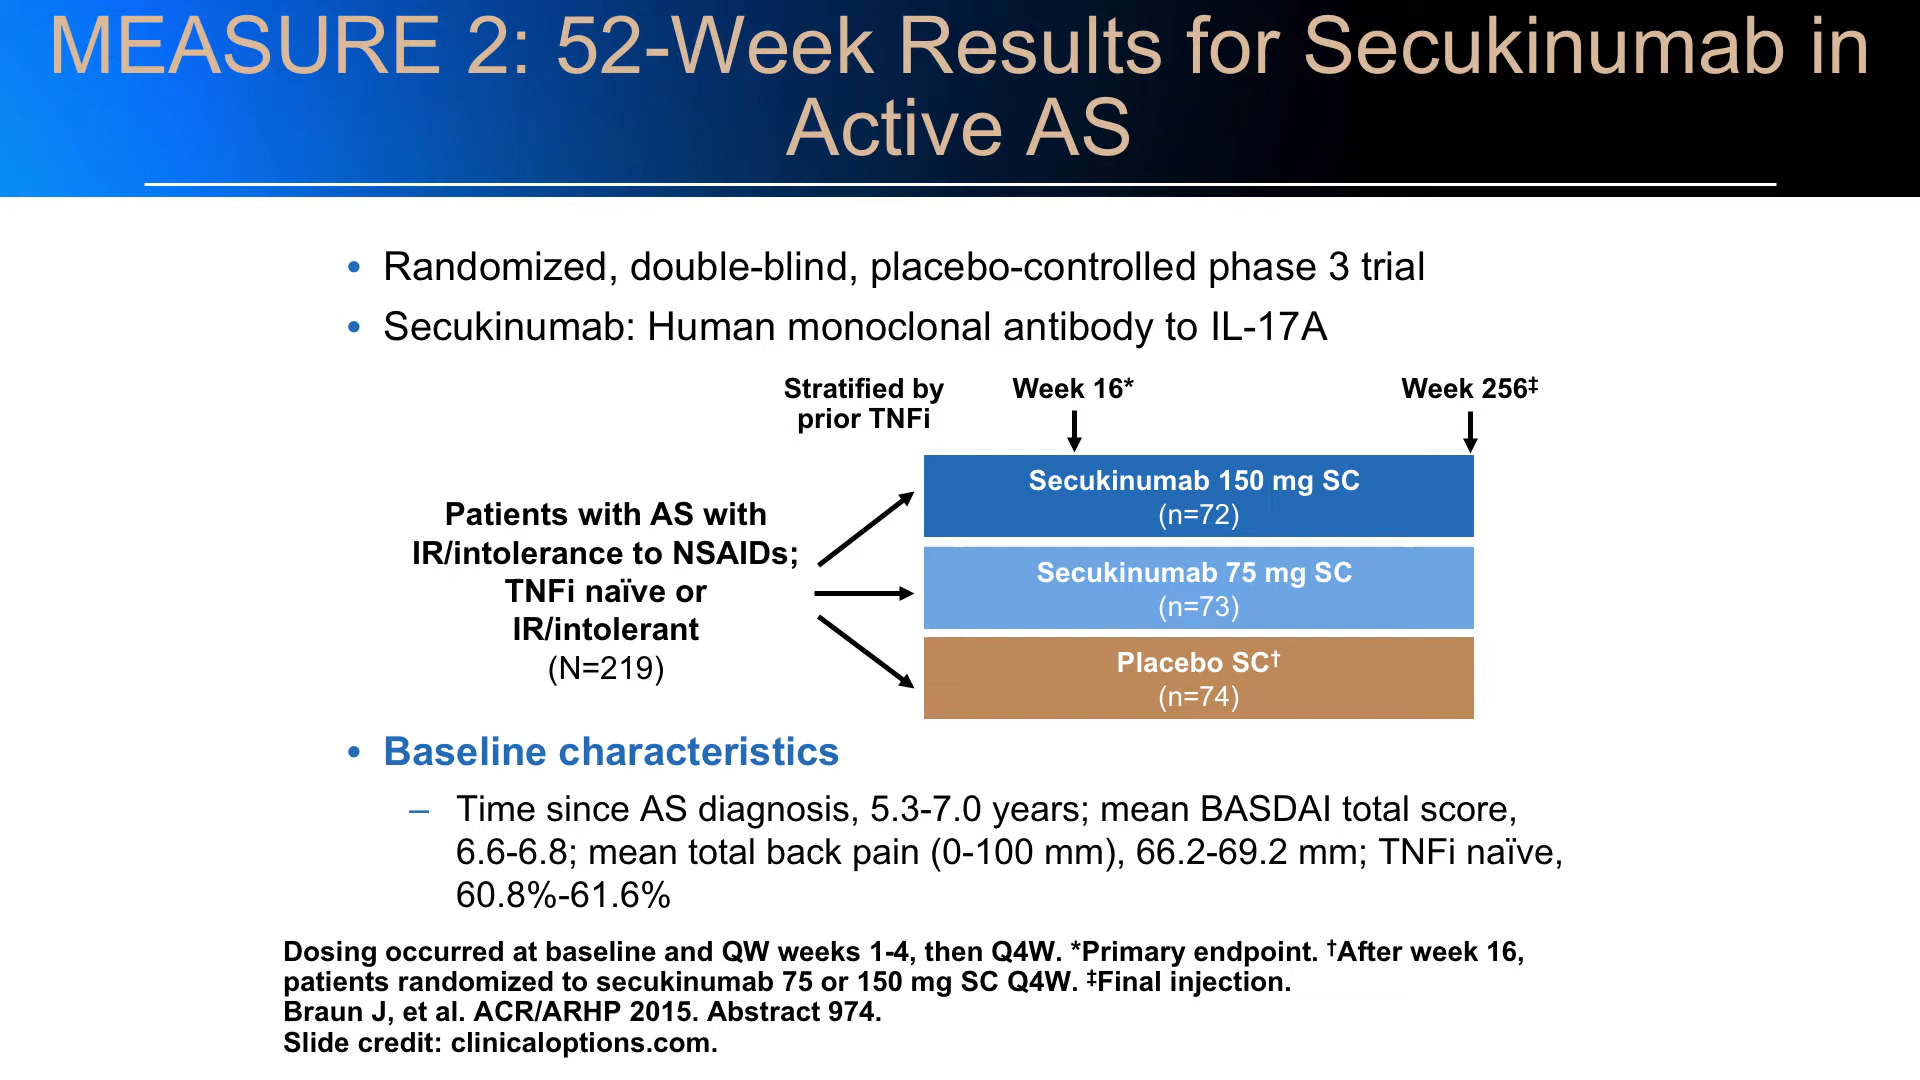 MEASURE 2: 52-Week Results for Secukinumab in
Active AS
• Randomized, double-blind, placebo-controlled phase 3 trial
• Secukinumab: Human monoclonal antibody to IL-17A
Stratified by
prior TNFi
Week 16*
Week 256‡
Patients with AS with
IR/intolerance to NSAIDs;
TNFi naïve or
IR/intolerant
(N=219)
Secukinumab 150 mg SC
(n=72)
Secukinumab 75 mg SC
(n=73)
Placebo SC†
(n=74)
• Baseline characteristics
– Time since AS diagnosis, 5.3-7.0 years; mean BASDAI total score,
6.6-6.8; mean total back pain (0-100 mm), 66.2-69.2 mm; TNFi naïve,
60.8%-61.6%
Dosing occurred at baseline and QW weeks 1-4, then Q4W. *Primary endpoint. †After week 16,
patients randomized to secukinumab 75 or 150 mg SC Q4W. ‡Final injection.
Braun J, et al. ACR/ARHP 2015. Abstract 974.
Slide credit: clinicaloptions.com.